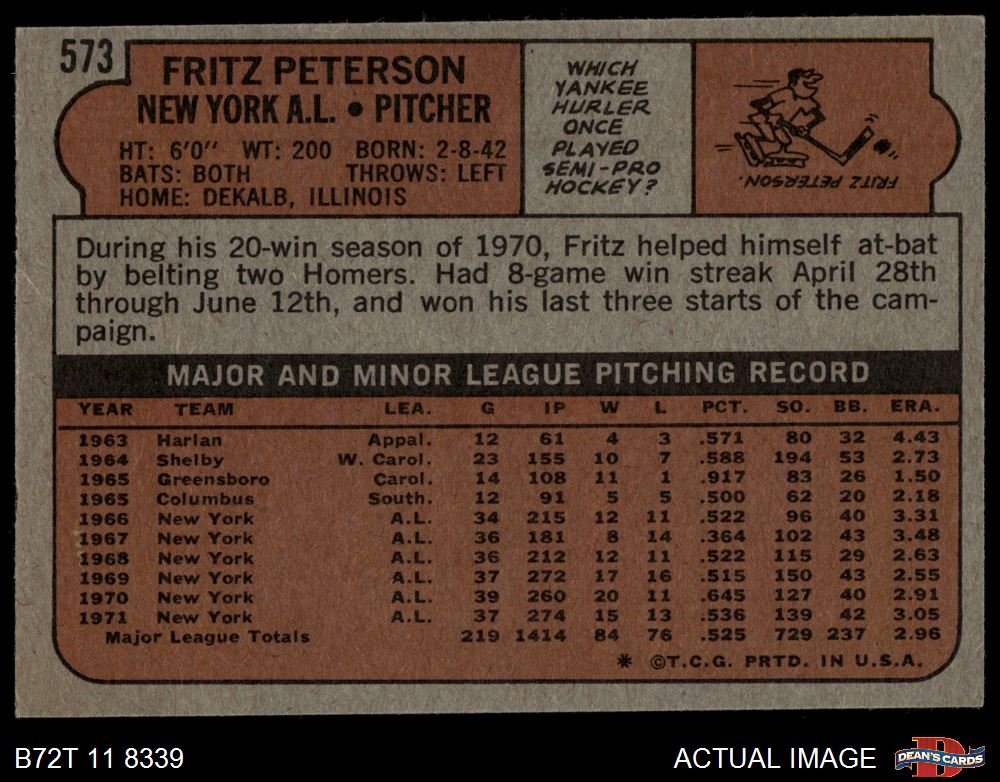 573
FRITZ PETERSON
NEW YORK A.L. • PITCHER
HT: 6'0" WT: 200 BORN: 2-8-42
BATS: BOTH THROWS: LEFT
HOME: DEKALB, ILLINOIS
WHICH
YANKEE
HURLER
ONCE
PLAYED
SEMI-PRO
HOCKEY?
FRITZ PETERSON.
During his 20-win season of 1970, Fritz helped himself at-bat
by belting two Homers. Had 8-game win streak April 28th
through June 12th, and won his last three starts of the cam-
paign.
MAJOR AND MINOR LEAGUE PITCHING RECORD
YEAR TEAM LEA. G IP W L PCT. SO. BB. ERA.
1963 Harlan Appal. 12 61 4 3 .571 80 32 4.43
1964 Shelby W. Carol. 23 155 10 7 .588 194 53 2.73
1965 Greensboro Carol. 14 108 11 1 .917 83 26 1.50
1965 Columbus South. 12 91 5 5 .500 62 20 2.18
1966 New York A.L. 34 215 12 11 .522 96 40 3.31
1967 New York A.L. 36 181 8 14 .364 102 43 3.48
1968 New York A.L. 36 212 12 11 .522 115 29 2.63
1969 New York A.L. 37 272 17 16 .515 150 43 2.55
1970 New York A.L. 39 260 20 11 .645 127 40 2.91
1971 New York A.L. 37 274 15 13 .536 139 42 3.05
Major League Totals 219 1414 84 76 .525 729 237 2.96
* ©T.C.G. PRTD. IN U.S.A.
B72T 11 8339
ACTUAL IMAGE
D
DEAN'S CARDS